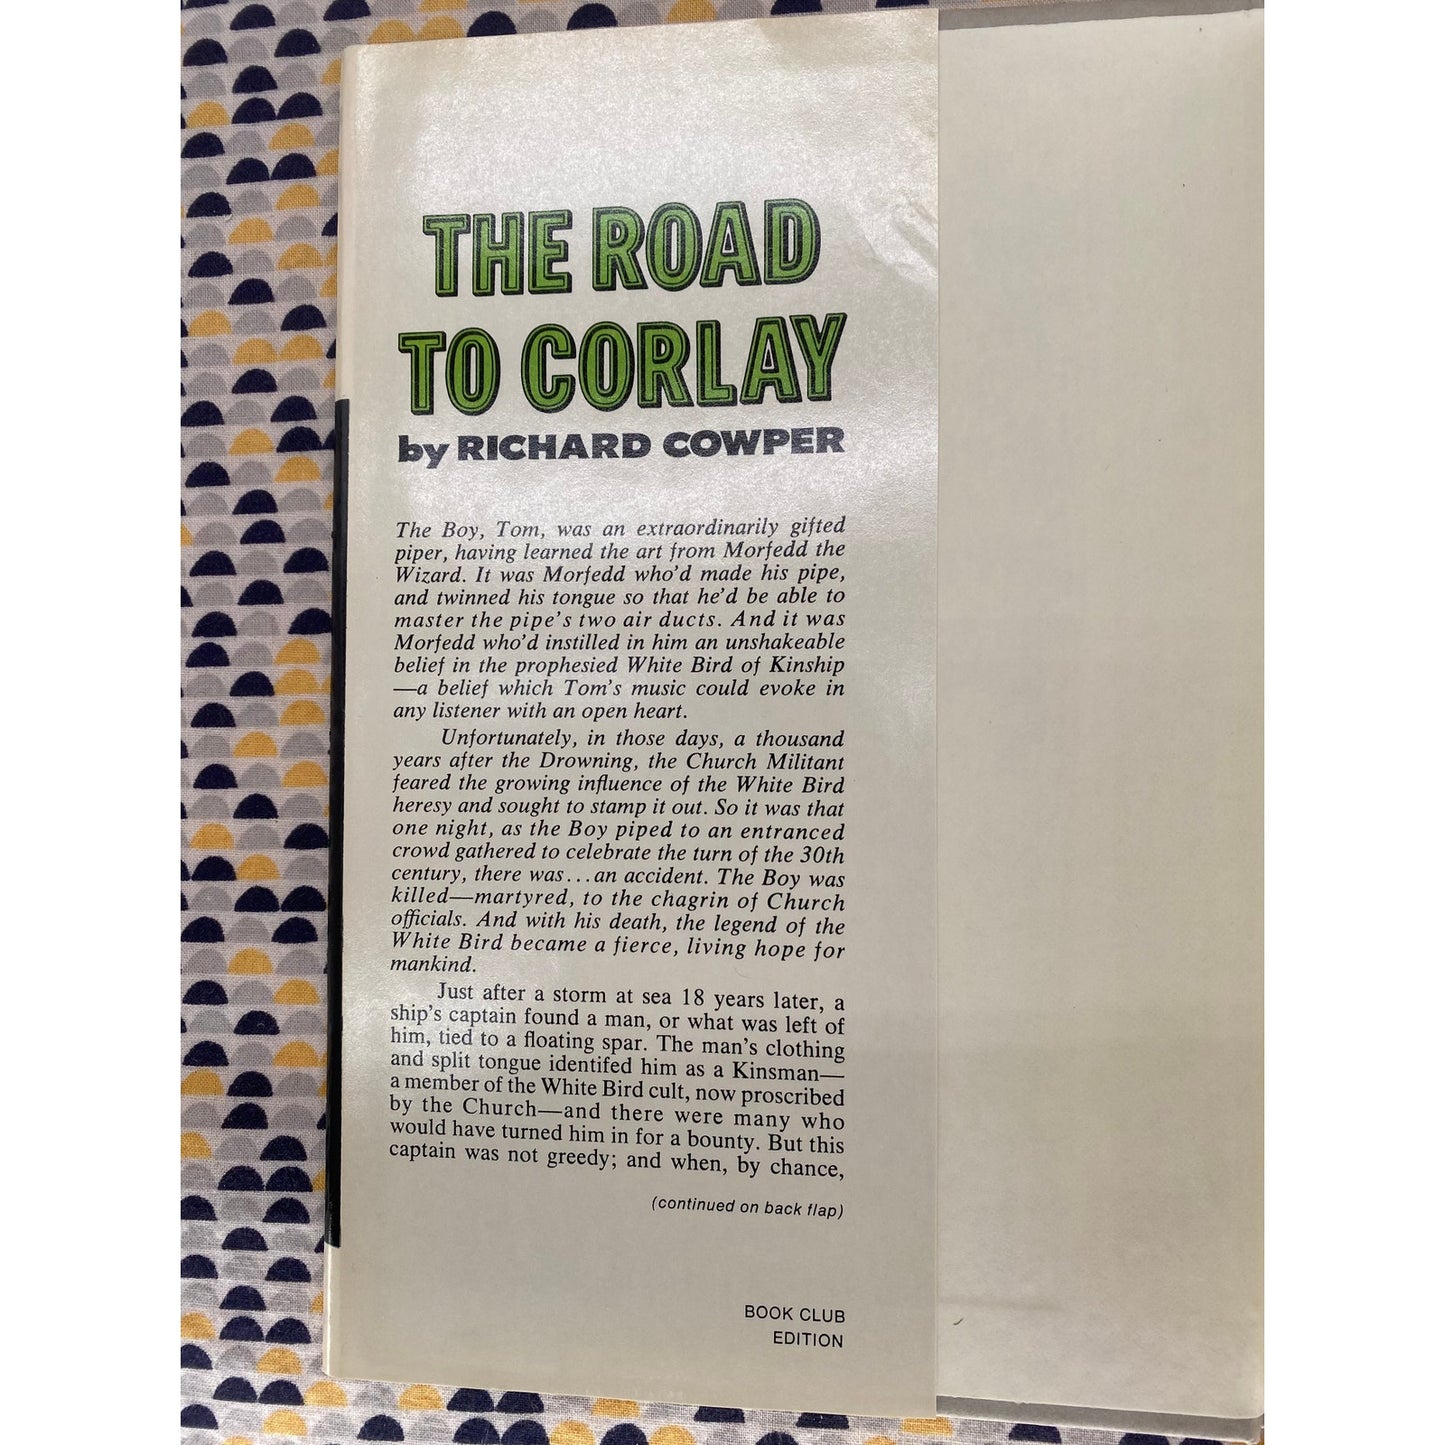 THE ROAD
TO CORLAY
by RICHARD COWPER
The Boy, Tom, was an extraordinarily gifted
piper, having learned the art from Morfedd the
Wizard. It was Morfedd who'd made his pipe,
and twinned his tongue so that he'd be able to
master the pipe's two air ducts. And it was
Morfedd who'd instilled in him an unshakeable
belief in the prophesied White Bird of Kinship
—a belief which Tom's music could evoke in
any listener with an open heart.
Unfortunately, in those days, a thousand
years after the Drowning, the Church Militant
feared the growing influence of the White Bird
heresy and sought to stamp it out. So it was that
one night, as the Boy piped to an entranced
crowd gathered to celebrate the turn of the 30th
century, there was...an accident. The Boy was
killed—martyred, to the chagrin of Church
officials. And with his death, the legend of the
White Bird became a fierce, living hope for
mankind.
Just after a storm at sea 18 years later, a
ship's captain found a man, or what was left of
him, tied to a floating spar. The man's clothing
and split tongue identifed him as a Kinsman—
a member of the White Bird cult, now proscribed
by the Church—and there were many who
would have turned him in for a bounty. But this
captain was not greedy; and when, by chance,
(continued on back flap)
BOOK CLUB
EDITION